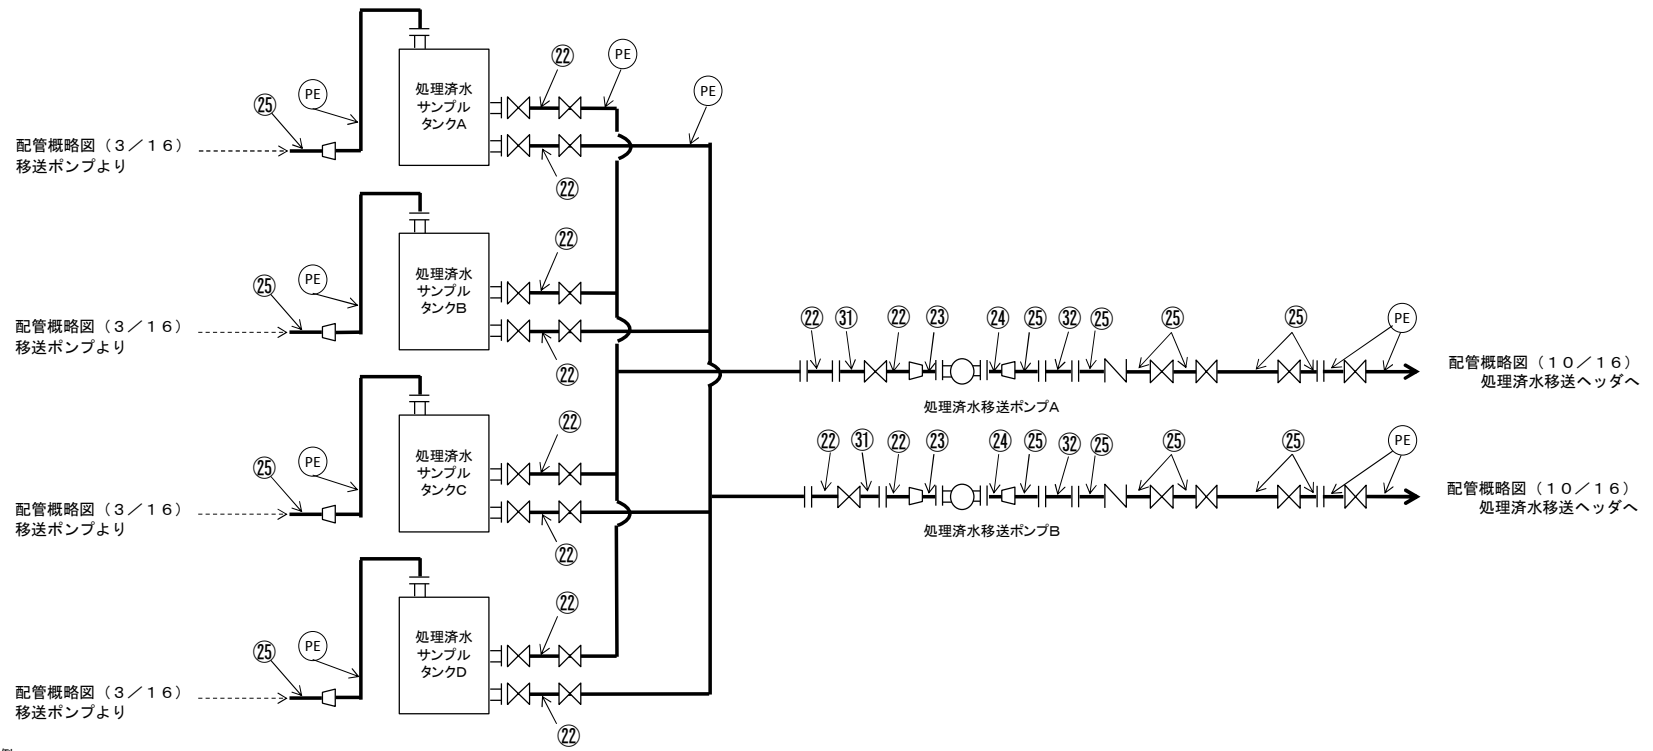 ㉒
PE
PE
㉕
PE
処理済水
サンプル
タンクA
配管概略図（３／１６）
移送ポンプより
㉒
㉒
㉕
PE
処理済水
サンプル
タンクB
配管概略図（３／１６）
移送ポンプより
㉒
㉒
㉛
㉒
㉓
㉔
㉕
㉜
㉕
㉕
㉕
PE
配管概略図（１０／１６）
処理済水移送ヘッダへ
処理済水移送ポンプA
㉒
㉕
PE
処理済水
サンプル
タンクC
配管概略図（３／１６）
移送ポンプより
㉒
㉒
㉛
㉒
㉓
㉔
㉕
㉜
㉕
㉕
㉕
PE
配管概略図（１０／１６）
処理済水移送ヘッダへ
処理済水移送ポンプB
㉒
㉕
PE
処理済水
サンプル
タンクD
配管概略図（３／１６）
移送ポンプより
㉒